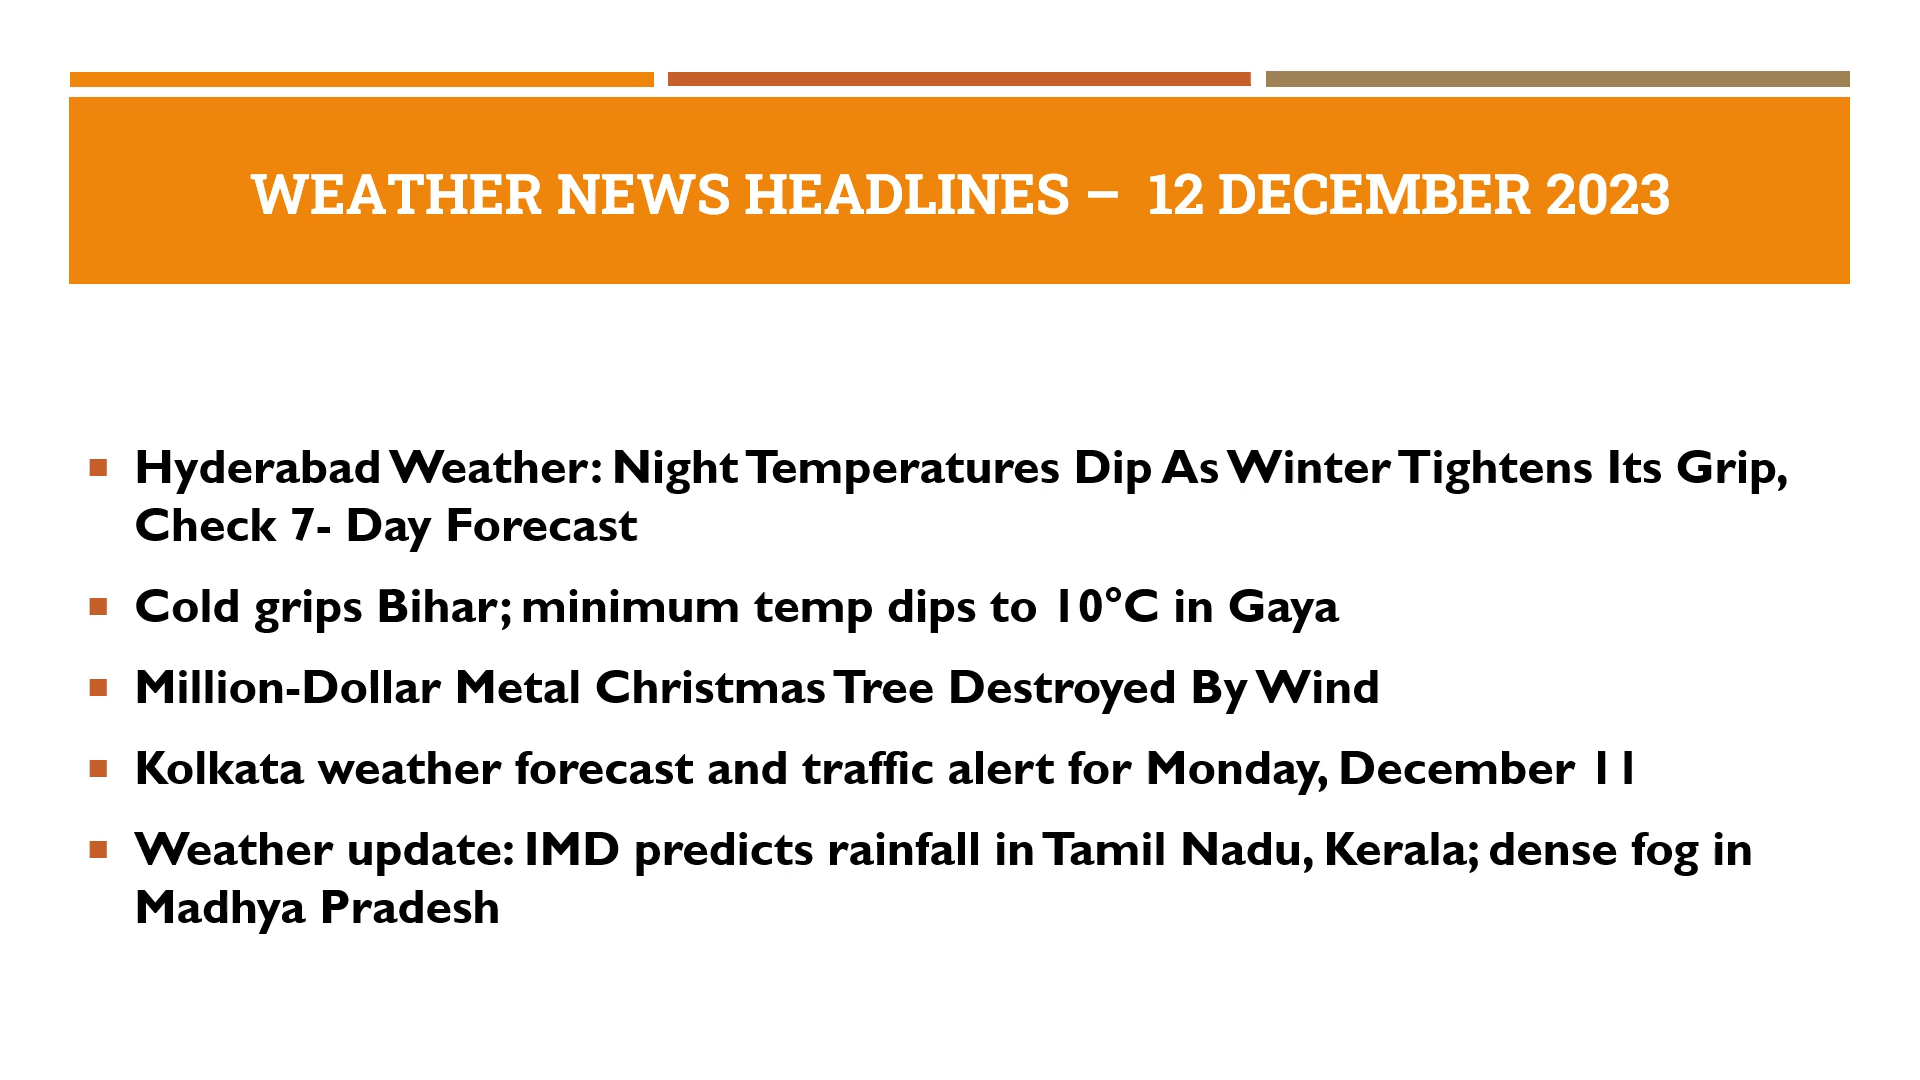 WEATHER NEWS HEADLINES – 12 DECEMBER 2023
Hyderabad Weather: Night Temperatures Dip As Winter Tightens Its Grip,
Check 7- Day Forecast
Cold grips Bihar; minimum temp dips to 10°C in Gaya
Million-Dollar Metal Christmas Tree Destroyed By Wind
Kolkata weather forecast and traffic alert for Monday, December 11
Weather update: IMD predicts rainfall in Tamil Nadu, Kerala; dense fog in
Madhya Pradesh